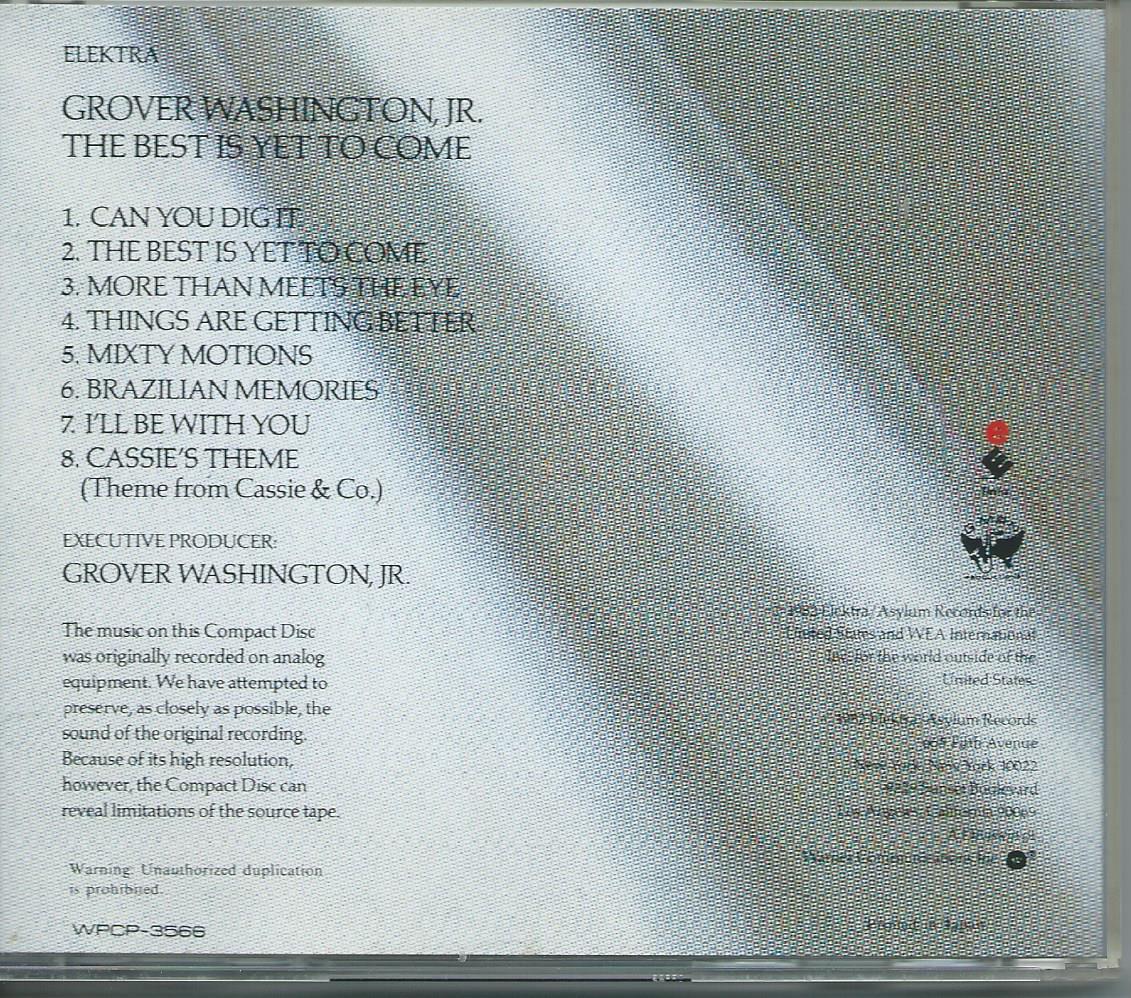 ELEKTRA
GROVER WASHINGTON, JR.
THE BEST IS YET TO COME
1. CAN YOU DIG IT
2. THE BEST IS YET TO COME
3. MORE THAN MEETS THE EYE
4. THINGS ARE GETTING BETTER
5. MIXTY MOTIONS
6. BRAZILIAN MEMORIES
7. I'LL BE WITH YOU
8. CASSIE'S THEME
(Theme from Cassie & Co.)
EXECUTIVE PRODUCER:
GROVER WASHINGTON, JR.
The music on this Compact Disc
was originally recorded on analog
equipment. We have attempted to
preserve, as closely as possible, the
sound of the original recording.
Because of its high resolution,
however, the Compact Disc can
reveal limitations of the source tape.
Warning: Unauthorized duplication
is prohibited.
WPCP-3566
e
1982 Elektra/Asylum Records for the
United States and WEA International
Inc. for the world outside of the
United States.
1982 Elektra/Asylum Records
665 Fifth Avenue
New York, New York 10022
9229 Sunset Boulevard
Los Angeles, California 90069
Warner Communications Inc.
Printed in Japan